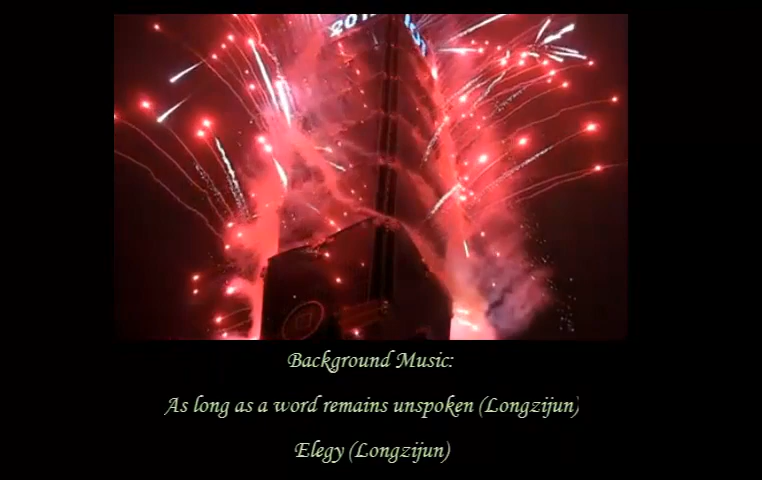 Background Music:
As long as a word remains unspoken (Longzijun)
Elegy (Longzijun)